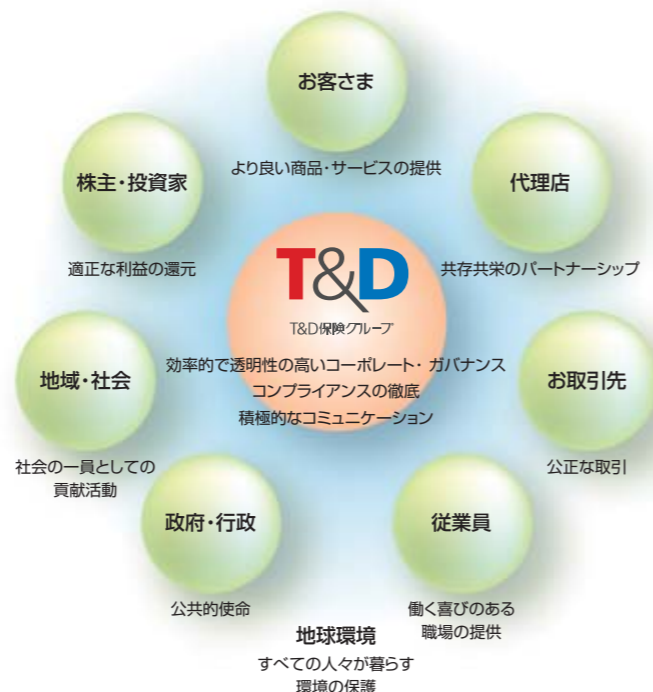 お客さま
より良い商品・サービスの提供
株主・投資家
適正な利益の還元
代理店
共存共栄のパートナーシップ
T&D
T&D保険グループ
効率的で透明性の高いコーポレート・ガバナンス
コンプライアンスの徹底
積極的なコミュニケーション
地域・社会
社会の一員としての
貢献活動
お取引先
公正な取引
政府・行政
公共的使命
従業員
働く喜びのある
職場の提供
地球環境
すべての人々が暮らす
環境の保護